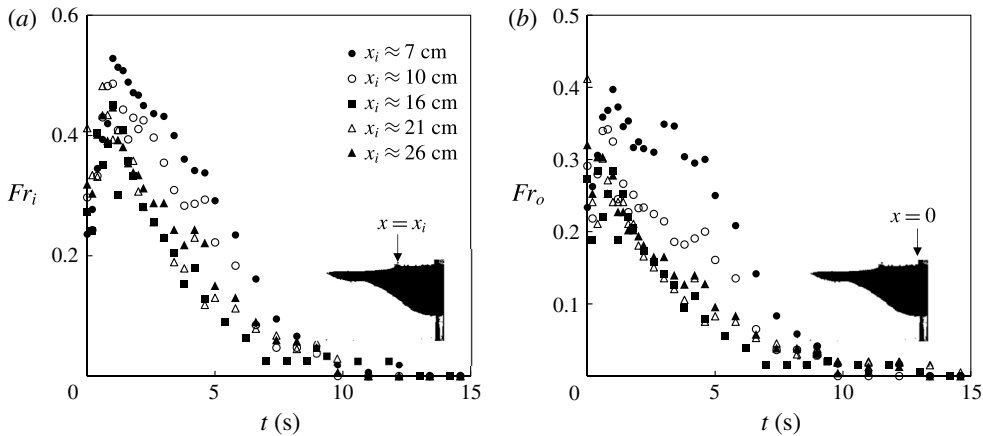 (a)
0.6
0.4
0.2
0
Fr_i
x_i ≈ 7 cm
x_i ≈ 10 cm
x_i ≈ 16 cm
x_i ≈ 21 cm
x_i ≈ 26 cm
x = x_i
5
10
15
t (s)
(b)
0.5
0.4
0.3
0.2
0.1
0
Fr_o
x = 0
5
10
15
t (s)